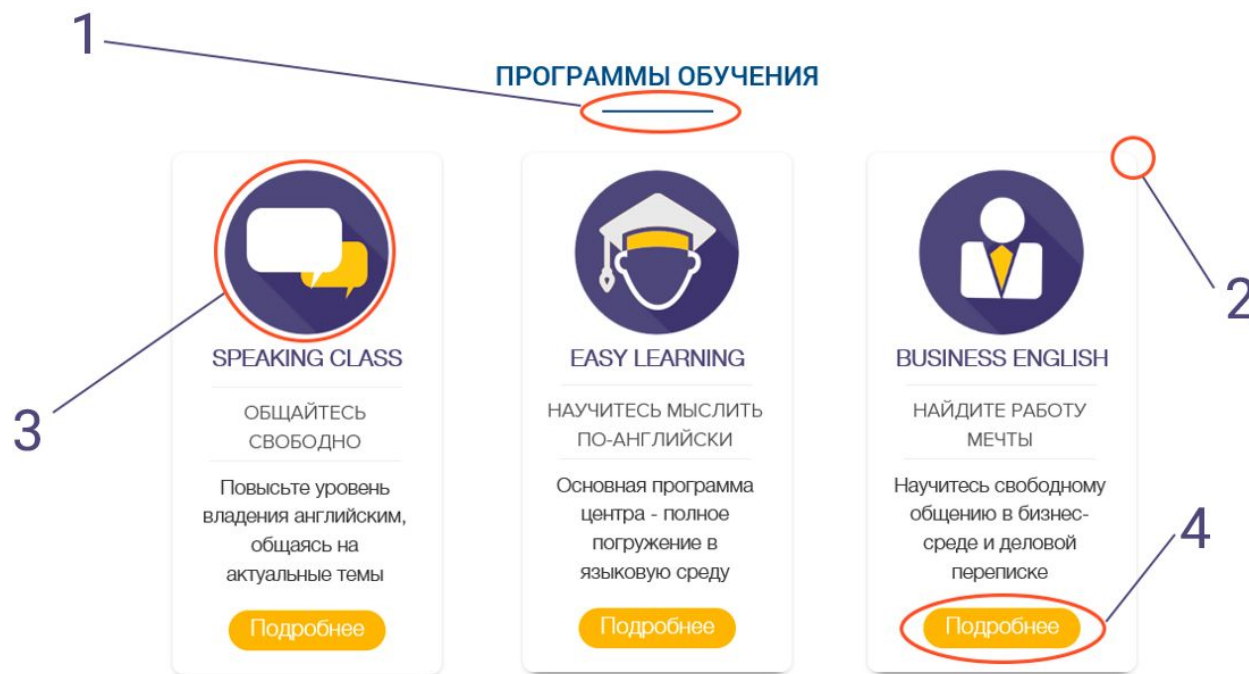 1
ПРОГРАММЫ ОБУЧЕНИЯ
2
3
SPEAKING CLASS
ОБЩАЙТЕСЬ
СВОБОДНО
Повысьте уровень
владения английским,
общаясь на
актуальные темы
Подробнее
EASY LEARNING
НАУЧИТЕСЬ МЫСЛИТЬ
ПО-АНГЛИЙСКИ
Основная программа
центра - полное
погружение в
языковую среду
Подробнее
BUSINESS ENGLISH
НАЙДИТЕ РАБОТУ
МЕЧТЫ
Научитесь свободному
общению в бизнес-
среде и деловой
переписке
Подробнее
4